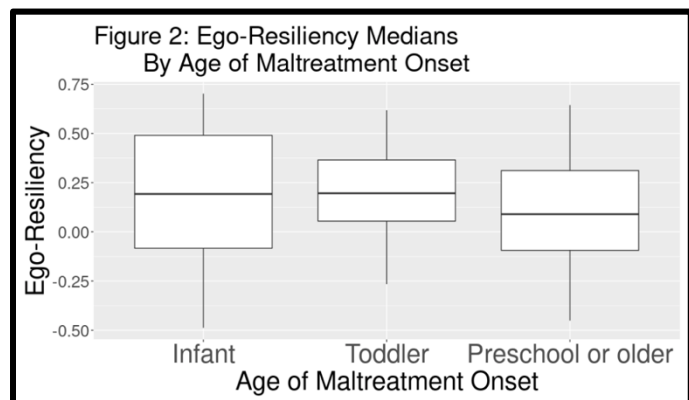 Figure 2: Ego-Resiliency Medians
By Age of Maltreatment Onset
Ego-Resiliency
0.75
0.50
0.25
0.00
-0.25
-0.50
Infant Toddler Preschool or older
Age of Maltreatment Onset